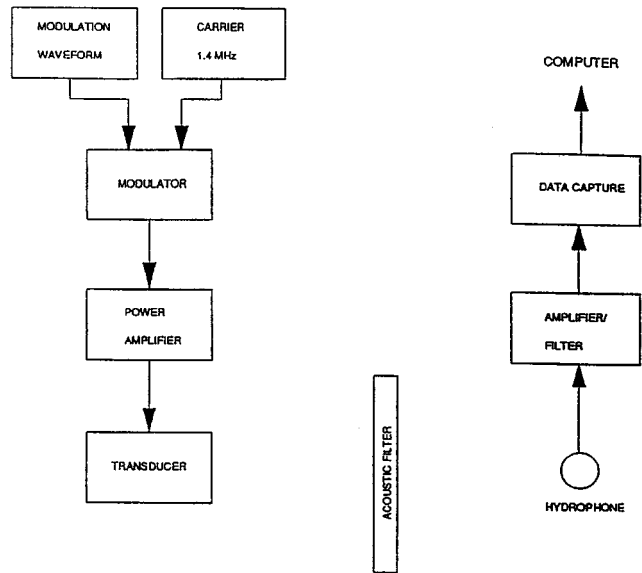 MODULATION
WAVEFORM
CARRIER
1.4 MHz
MODULATOR
POWER
AMPLIFIER
TRANSDUCER
ACOUSTIC FILTER
COMPUTER
DATA CAPTURE
AMPLIFIER/
FILTER
HYDROPHONE